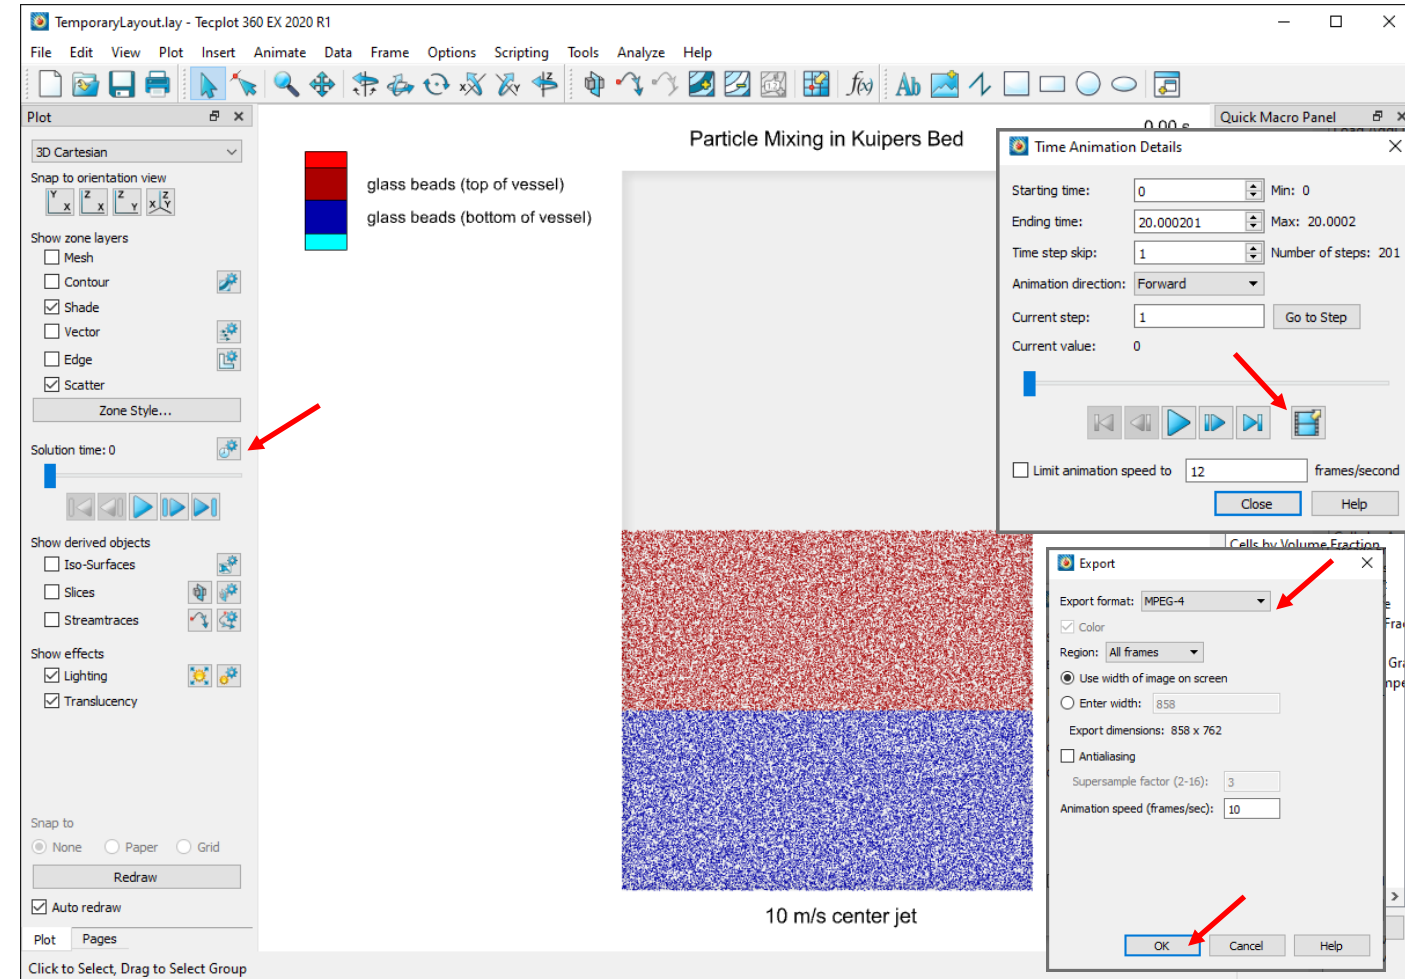 TemporaryLayout.lay - Tecplot 360 EX 2020 R1
File Edit View Plot Insert Animate Data Frame Options Scripting Tools Analyze Help
Plot
3D Cartesian
Snap to orientation view
Show zone layers
Mesh
Contour
Shade
Vector
Edge
Scatter
Zone Style...
Solution time: 0
Show derived objects
Iso-Surfaces
Slices
Streamtraces
Show effects
Lighting
Translucency
Snap to
None Paper Grid
Redraw
Auto redraw
Plot Pages
Click to Select, Drag to Select Group
Particle Mixing in Kuipers Bed
0.00 s
glass beads (top of vessel)
glass beads (bottom of vessel)
10 m/s center jet
Quick Macro Panel
Time Animation Details
Starting time: 0 Min: 0
Ending time: 20.000201 Max: 20.0002
Time step skip: 1 Number of steps: 201
Animation direction: Forward
Current step: 1 Go to Step
Current value: 0
Limit animation speed to 12 frames/second
Close Help
Cells by Volume Fraction
Export
Export format: MPEG-4
Color
Region: All frames
Use width of image on screen
Enter width: 858
Export dimensions: 858 x 762
Antialiasing
Supersample factor (2-16): 3
Animation speed (frames/sec): 10
OK Cancel Help